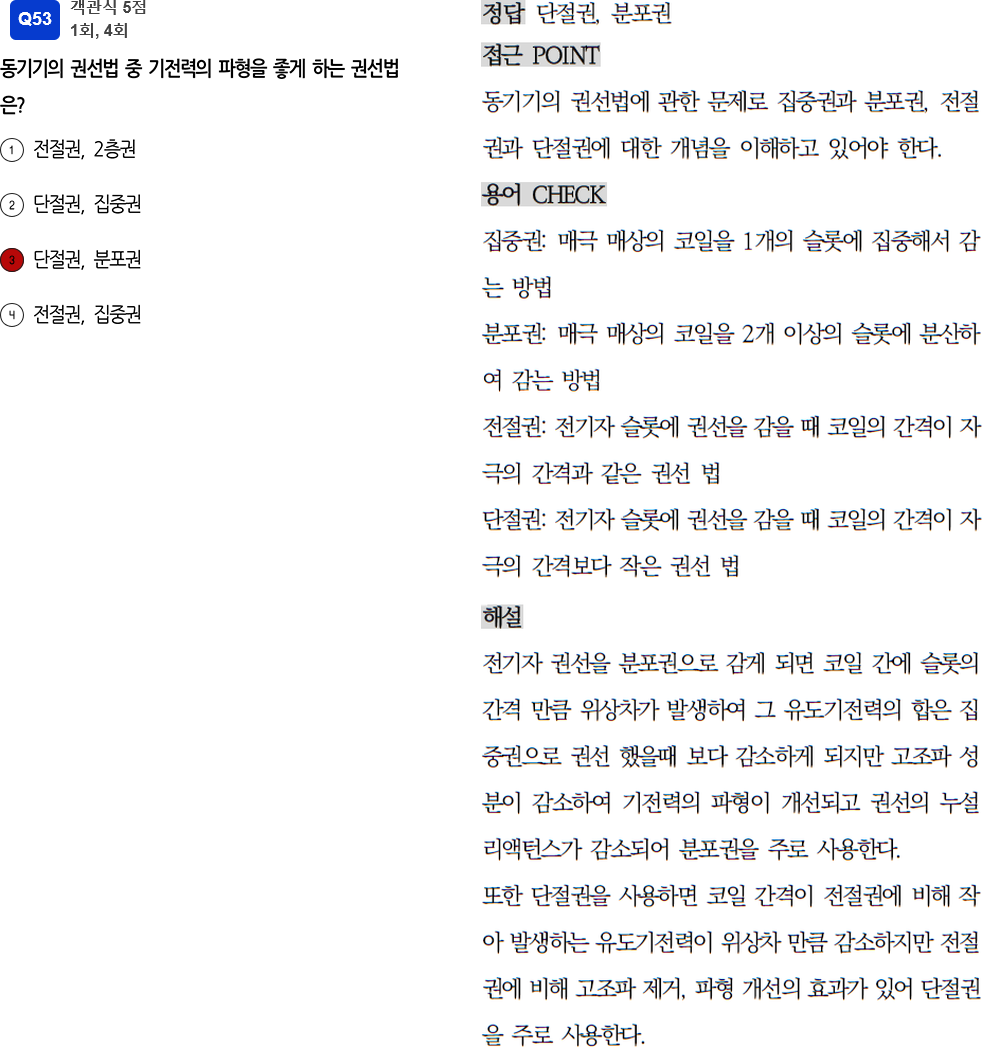 Q53
객관식 5점
1회, 4회
동기기의 권선법 중 기전력의 파형을 좋게 하는 권선법
은?
1 전절권, 2층권
2 단절권, 집중권
3 단절권, 분포권
4 전절권, 집중권
정답 단절권, 분포권
접근 POINT
동기기의 권선법에 관한 문제로 집중권과 분포권, 전절
권과 단절권에 대한 개념을 이해하고 있어야 한다.
용어 CHECK
집중권: 매극 매상의 코일을 1개의 슬롯에 집중해서 감
는 방법
분포권: 매극 매상의 코일을 2개 이상의 슬롯에 분산하
여 감는 방법
전절권: 전기자 슬롯에 권선을 감을 때 코일의 간격이 자
극의 간격과 같은 권선 법
단절권: 전기자 슬롯에 권선을 감을 때 코일의 간격이 자
극의 간격보다 작은 권선 법
해설
전기자 권선을 분포권으로 감게 되면 코일 간에 슬롯의
간격 만큼 위상차가 발생하여 그 유도기전력의 합은 집
중권으로 권선 했을때 보다 감소하게 되지만 고조파 성
분이 감소하여 기전력의 파형이 개선되고 권선의 누설
리액턴스가 감소되어 분포권을 주로 사용한다.
또한 단절권을 사용하면 코일 간격이 전절권에 비해 작
아 발생하는 유도기전력이 위상차 만큼 감소하지만 전절
권에 비해 고조파 제거, 파형 개선의 효과가 있어 단절권
을 주로 사용한다.